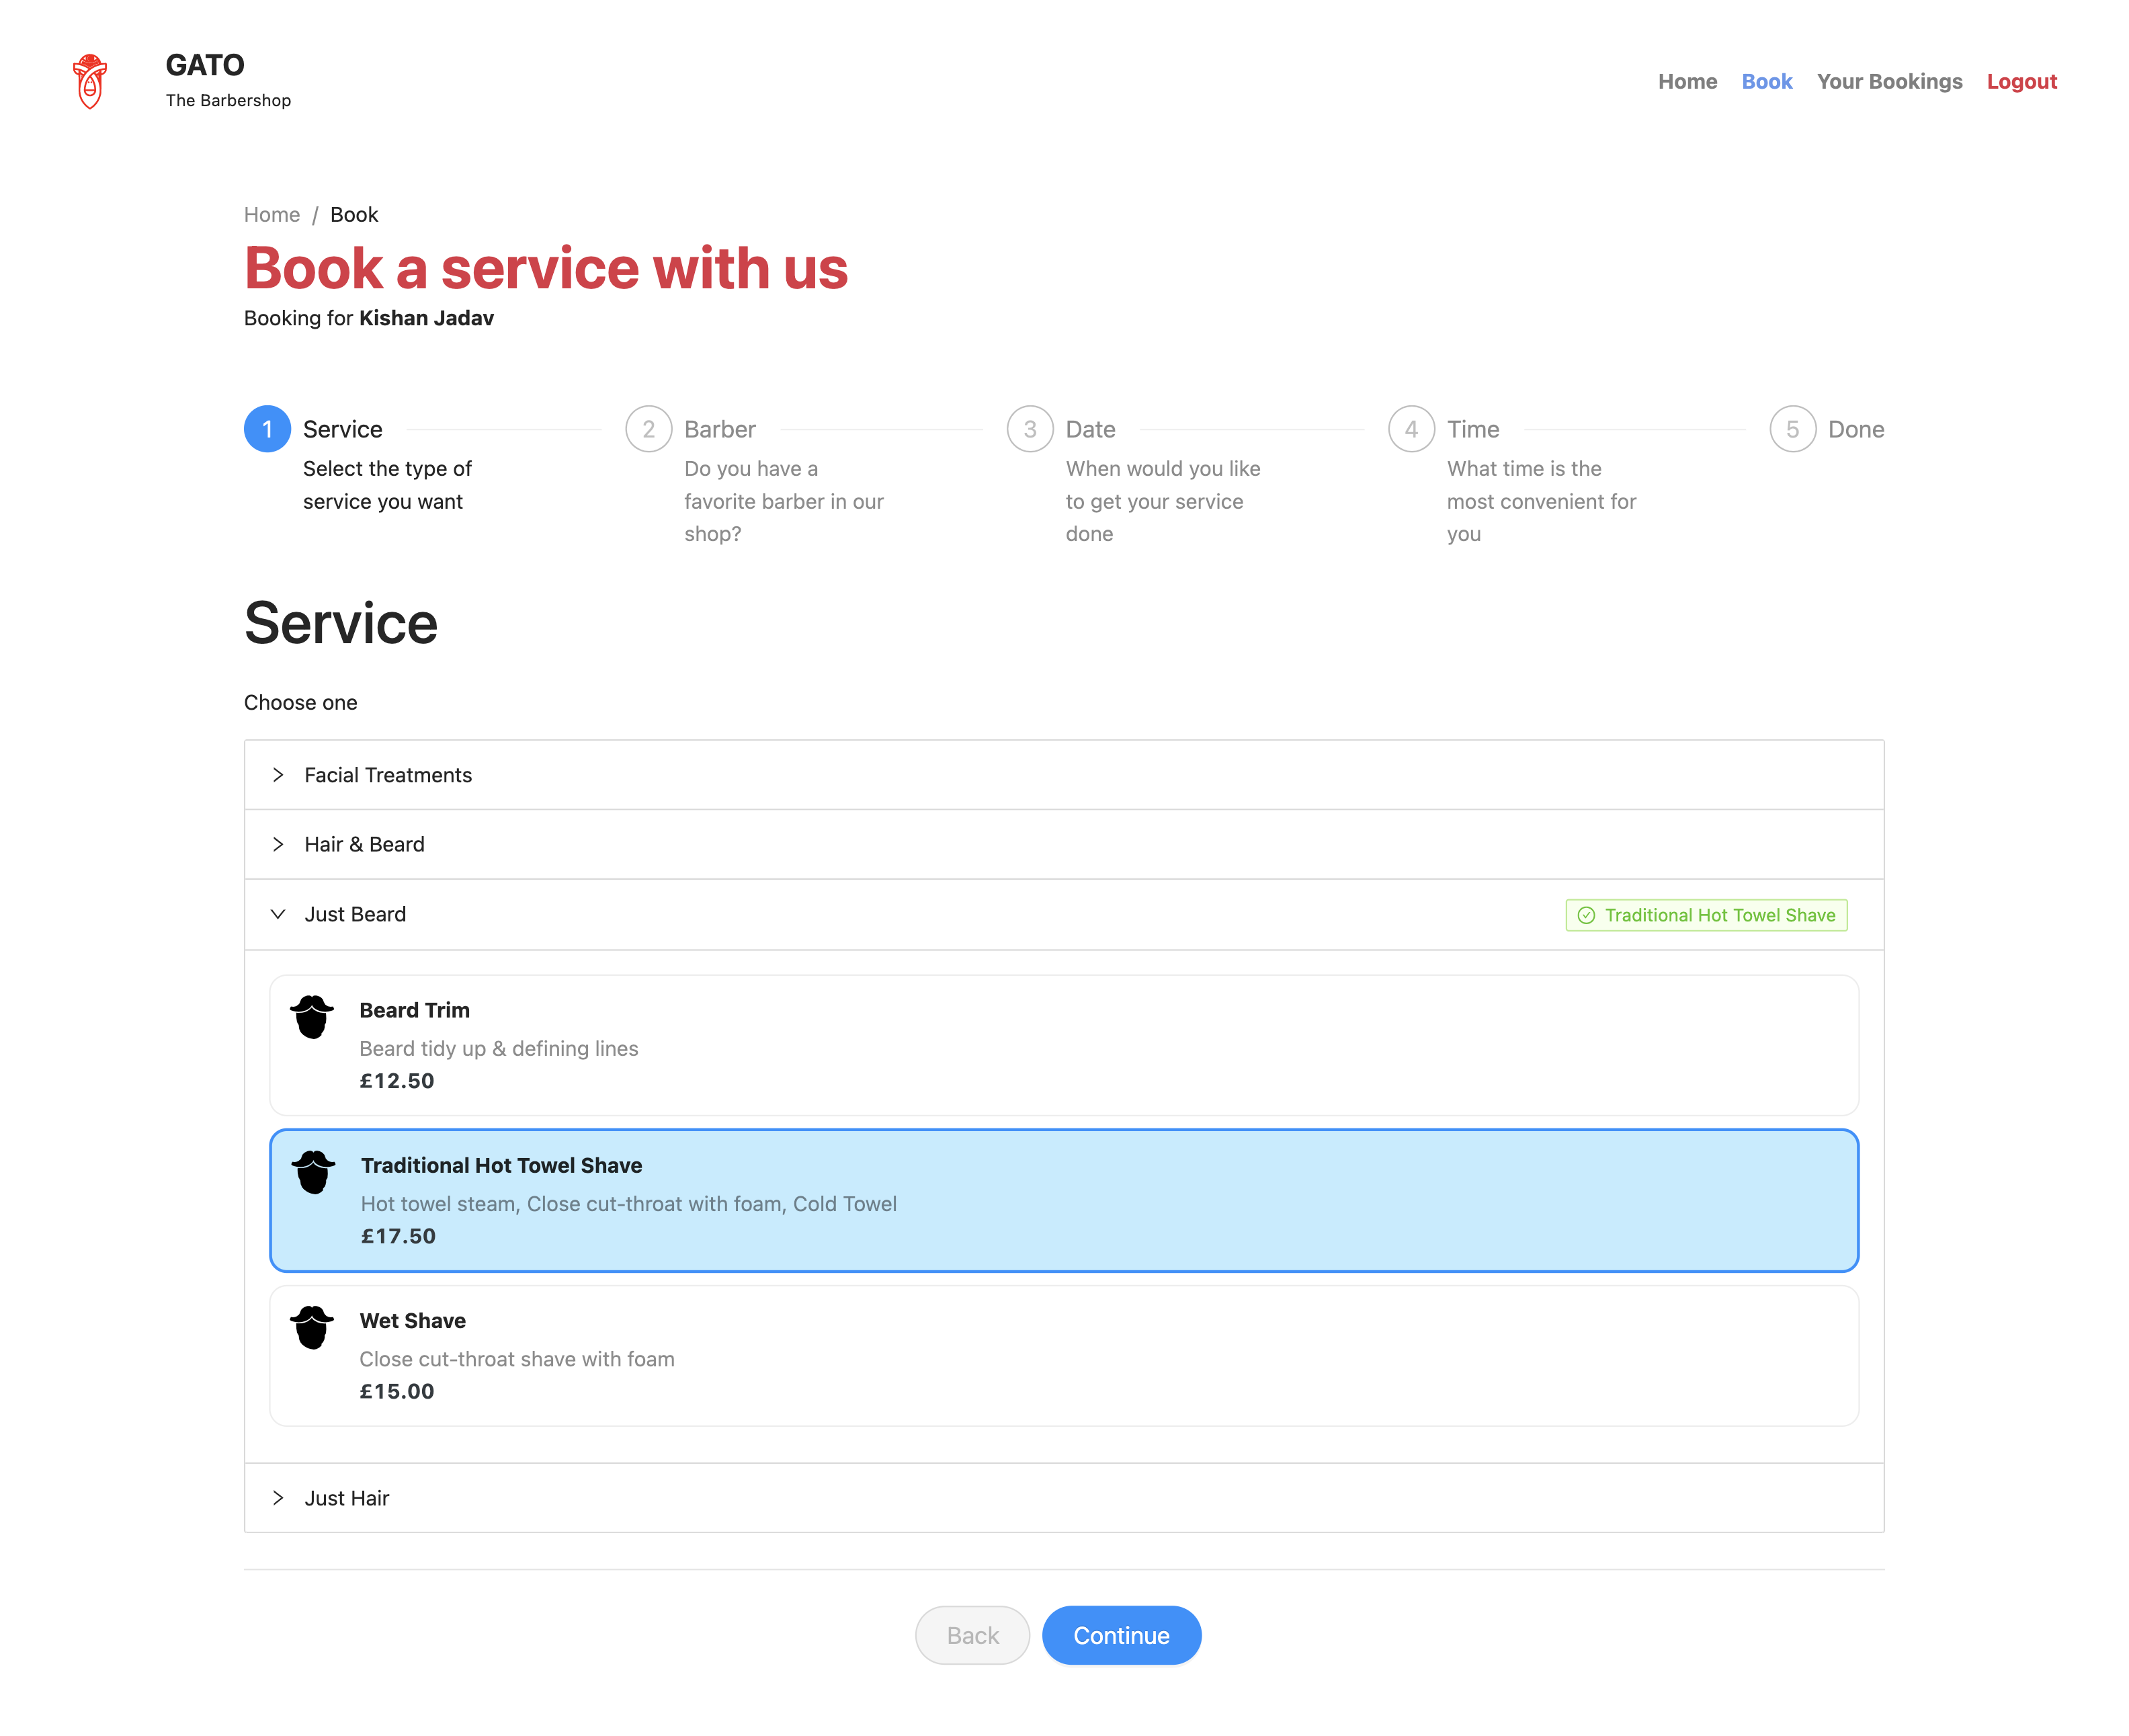 GATO
The Barbershop
Home Book Your Bookings Logout
Home / Book
Book a service with us
Booking for Kishan Jadav
1 Service
Select the type of
service you want
2 Barber
Do you have a
favorite barber in our
shop?
3 Date
When would you like
to get your service
done
4 Time
What time is the
most convenient for
you
5 Done
Service
Choose one
Facial Treatments
Hair & Beard
Just Beard
Traditional Hot Towel Shave
Beard Trim
Beard tidy up & defining lines
£12.50
Traditional Hot Towel Shave
Hot towel steam, Close cut-throat with foam, Cold Towel
£17.50
Wet Shave
Close cut-throat shave with foam
£15.00
Just Hair
Back Continue